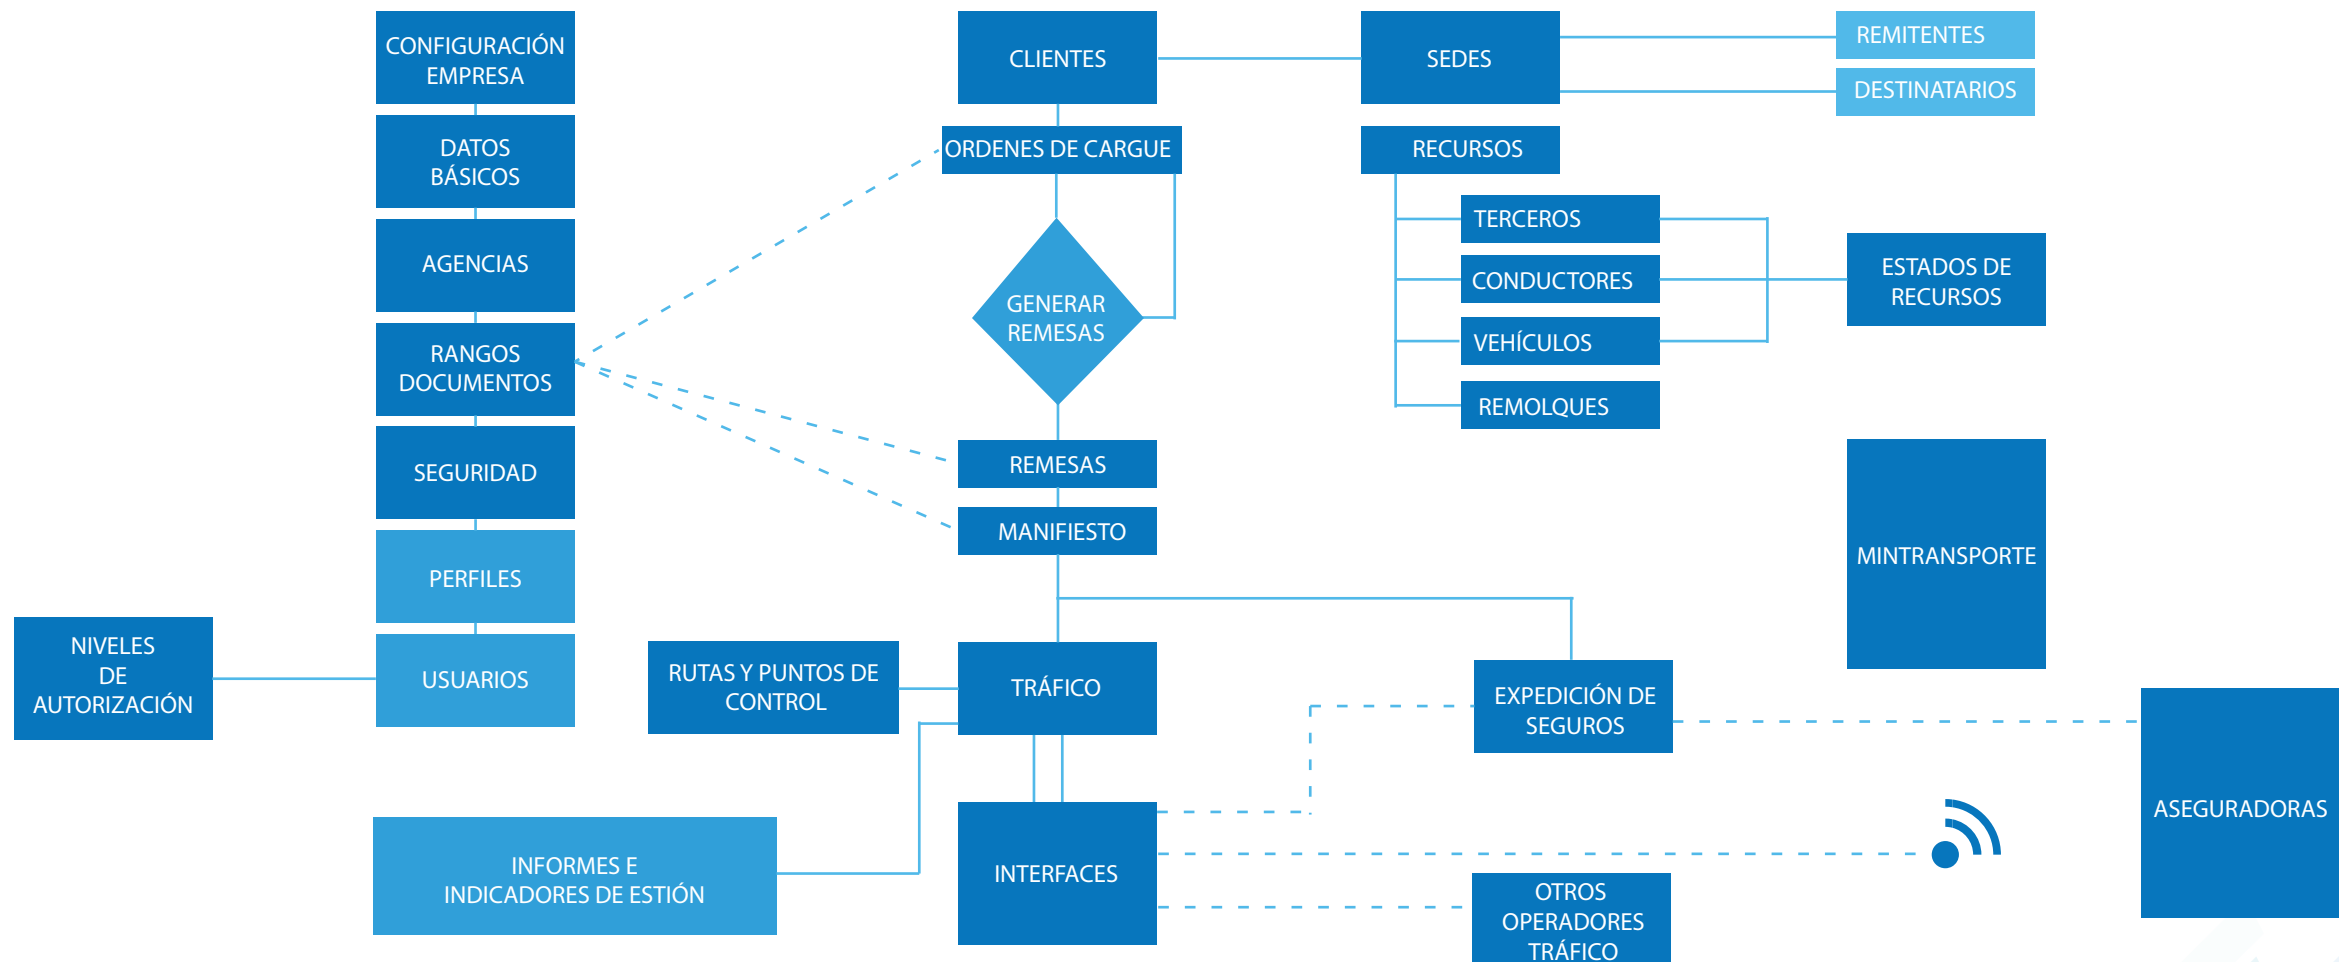 CONFIGURACIÓN
EMPRESA
DATOS
BÁSICOS
AGENCIAS
RANGOS
DOCUMENTOS
SEGURIDAD
PERFILES
USUARIOS
NIVELES
DE
AUTORIZACIÓN
CLIENTES
ORDENES DE CARGUE
GENERAR
REMESAS
REMESAS
MANIFIESTO
RUTAS Y PUNTOS DE
CONTROL
TRÁFICO
INFORMES E
INDICADORES DE ESTIÓN
INTERFACES
SEDES
REMITENTES
DESTINATARIOS
RECURSOS
TERCEROS
CONDUCTORES
VEHÍCULOS
REMOLQUES
ESTADOS DE
RECURSOS
MINTRANSPORTE
EXPEDICIÓN DE
SEGUROS
ASEGURADORAS
OTROS
OPERADORES
TRÁFICO